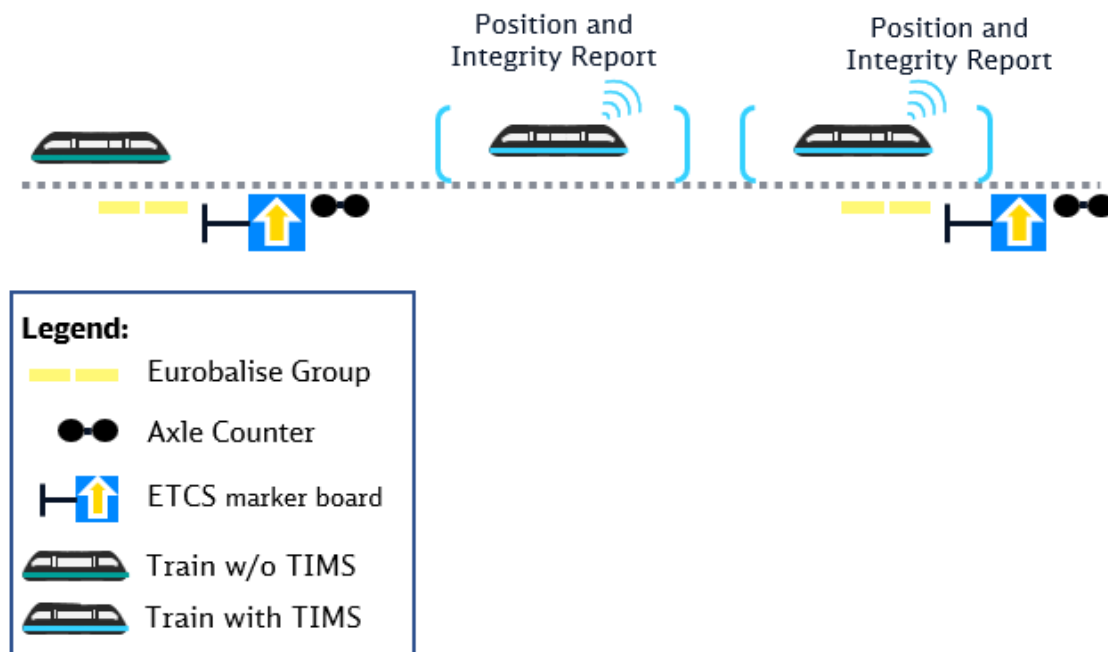 Position and
Integrity Report
Position and
Integrity Report
Legend:
Eurobalise Group
Axle Counter
ETCS marker board
Train w/o TIMS
Train with TIMS